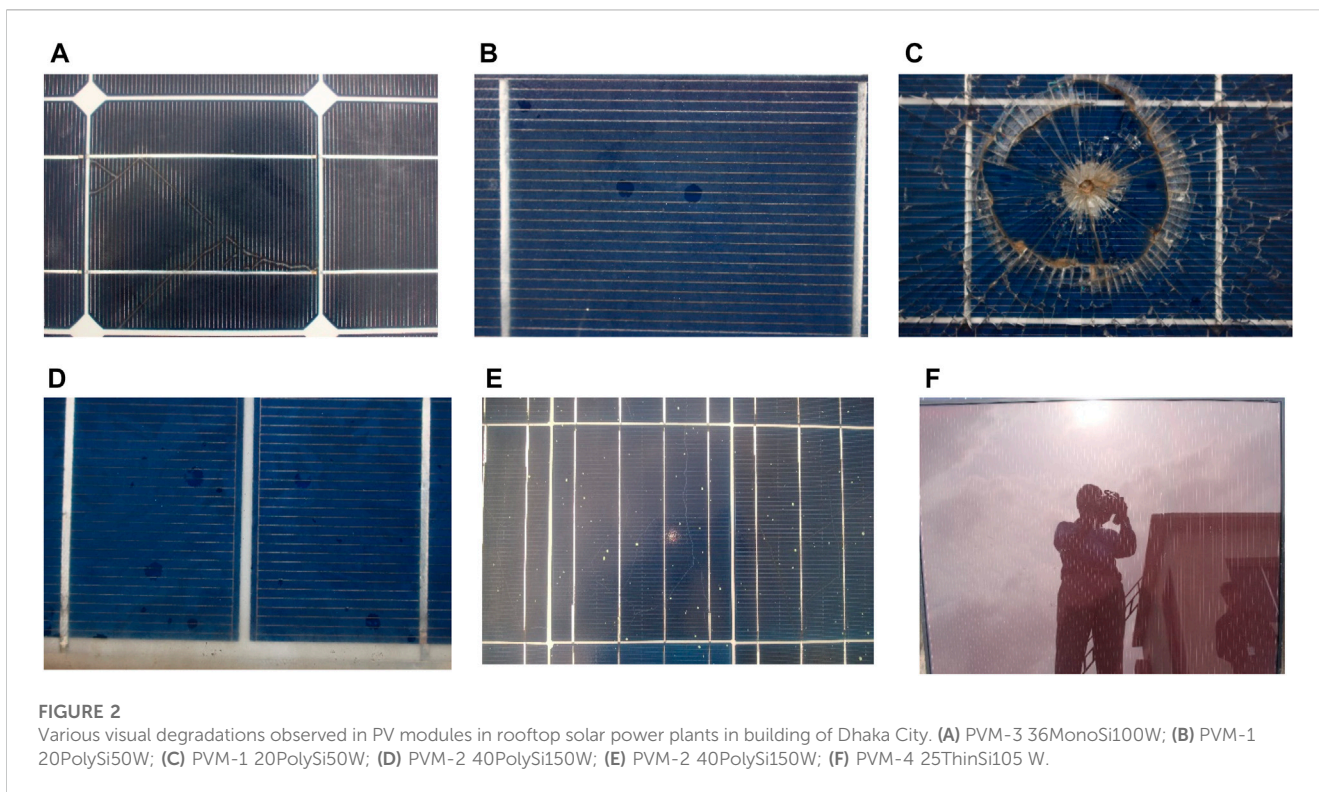 A
B
C
D
E
F
FIGURE 2
Various visual degradations observed in PV modules in rooftop solar power plants in building of Dhaka City. (A) PVM-3 36MonoSi100W; (B) PVM-1
20PolySi50W; (C) PVM-1 20PolySi50W; (D) PVM-2 40PolySi150W; (E) PVM-2 40PolySi150W; (F) PVM-4 25ThinSi105 W.